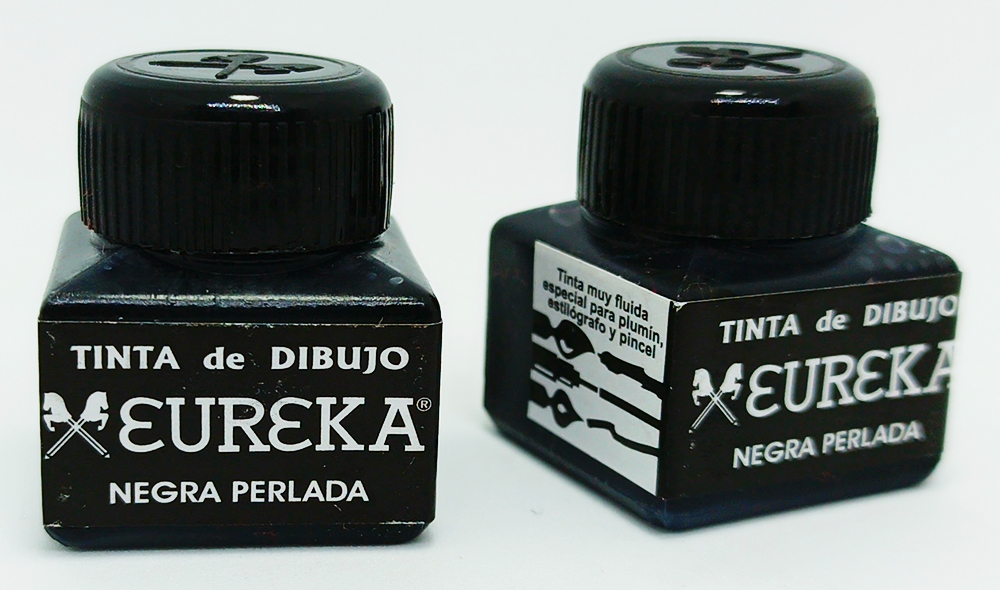 TINTA de DIBUJO
EUREKA®
NEGRA PERLADA
Tinta muy fluida
especial para plumín,
estilógrafo y pincel
TINTA de DIBUJO
EUREKA
NEGRA PERLADA